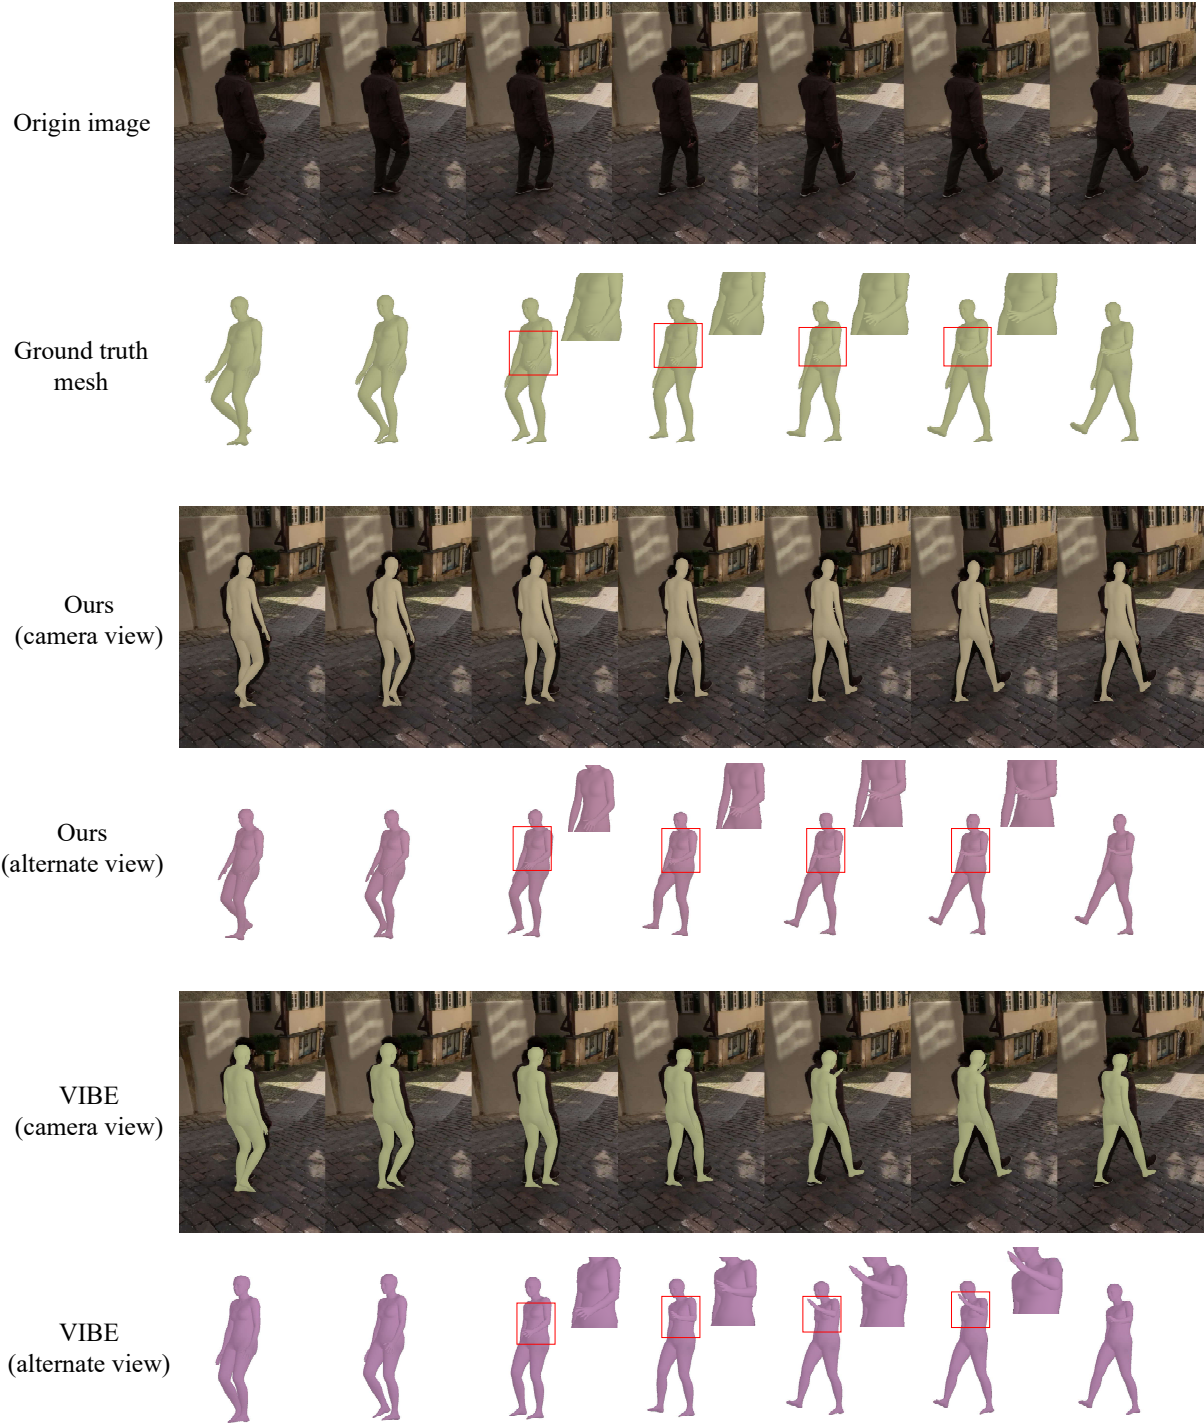 Origin image
Ground truth
mesh
Ours
(camera view)
Ours
(alternate view)
VIBE
(camera view)
VIBE
(alternate view)